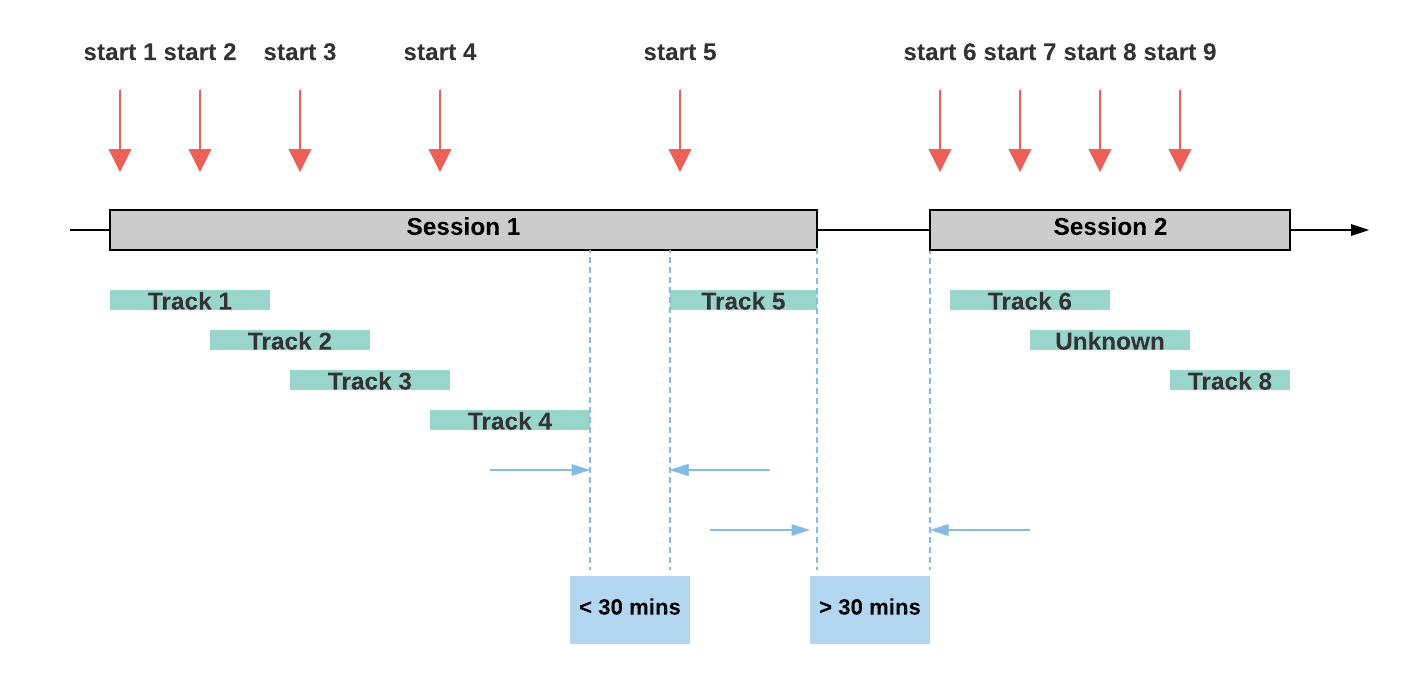 start 1 start 2 start 3 start 4 start 5 start 6 start 7 start 8 start 9
Session 1 Session 2
Track 1 Track 5 Track 6
Track 2 Unknown
Track 3 Track 8
Track 4
< 30 mins > 30 mins